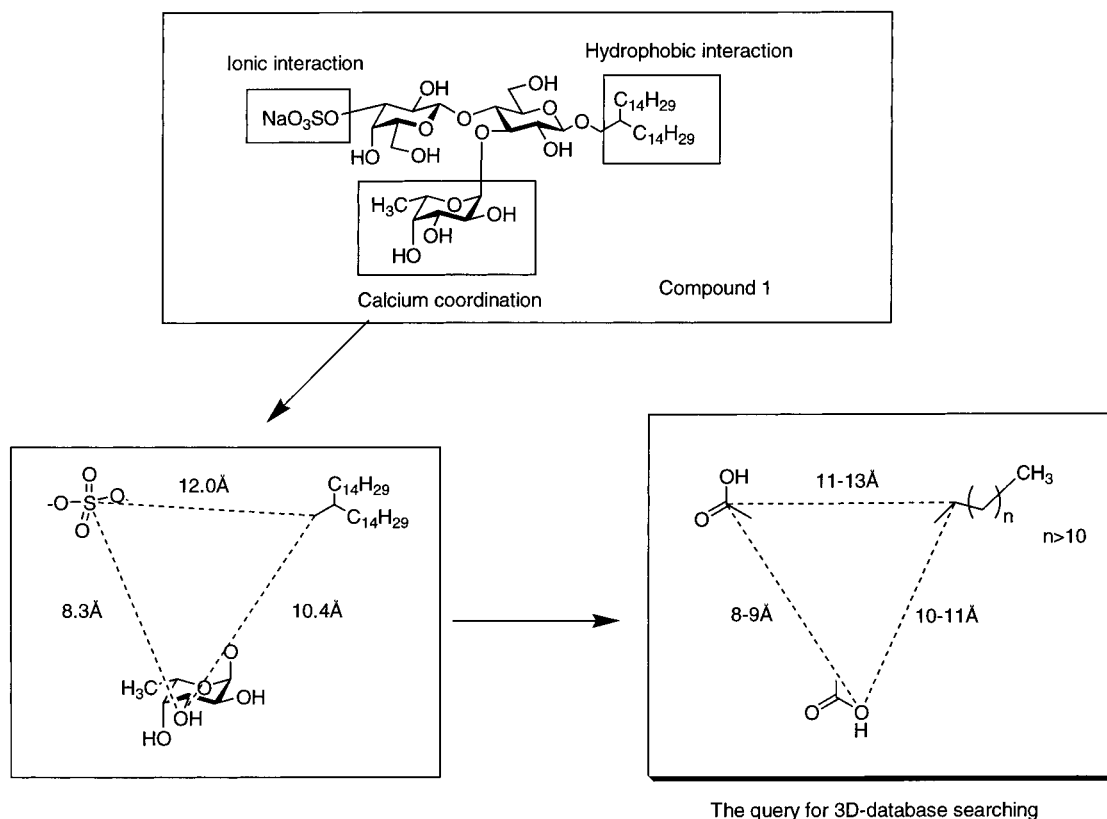 Ionic interaction
Hydrophobic interaction
NaO₃SO
OH
O
O
OH
O
HO
OH
O
OH
O
O
C₁₄H₂₉
C₁₄H₂₉
H₃C
O
OH
OH
HO
Calcium coordination
Compound 1
O
-O
S
O
O
12.0Å
C₁₄H₂₉
C₁₄H₂₉
8.3Å
10.4Å
O
H₃C
O
OH
OH
HO
OH
O
11-13Å
CH₃
n
n>10
8-9Å
10-11Å
O
O
H
The query for 3D-database searching